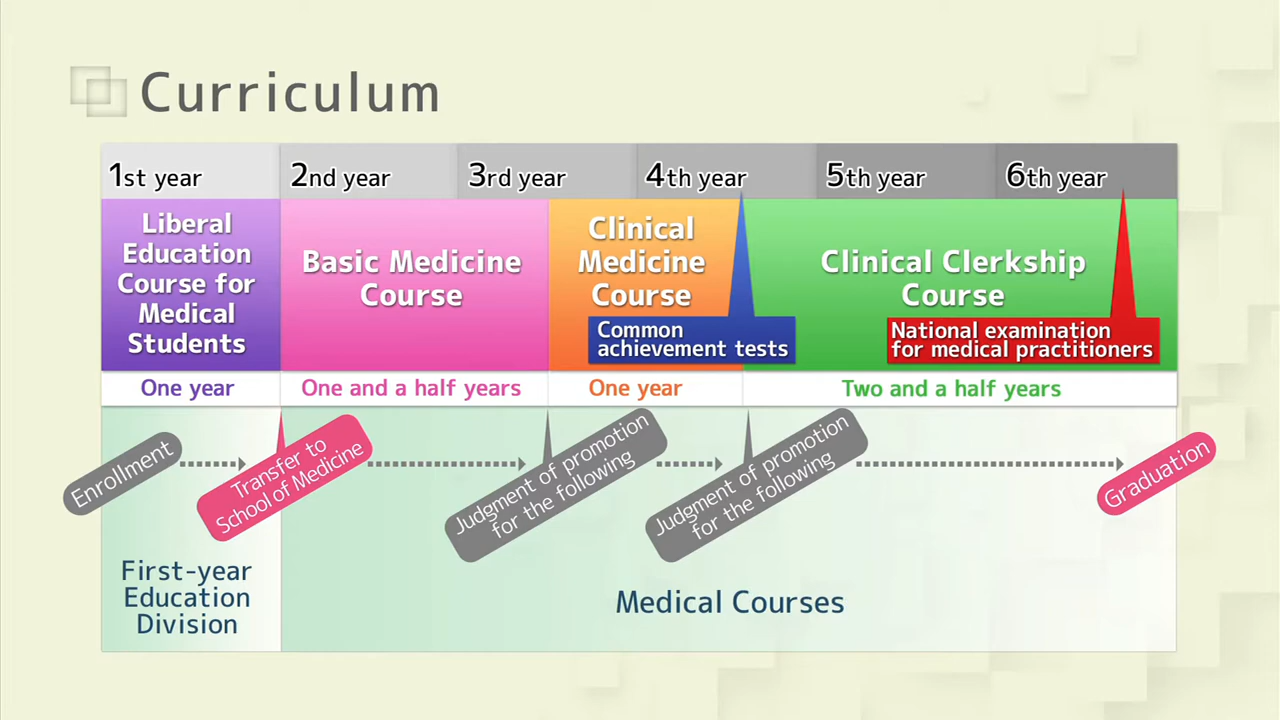 Curriculum
1st year
2nd year
3rd year
4th year
5th year
6th year
Liberal
Education
Course for
Medical
Students
Basic Medicine
Course
Clinical
Medicine
Course
Common
achievement tests
Clinical Clerkship
Course
National examination
for medical practitioners
One year
One and a half years
One year
Two and a half years
Enrollment
Transfer to
School of Medicine
Judgment of promotion
for the following
Judgment of promotion
for the following
Graduation
First-year
Education
Division
Medical Courses